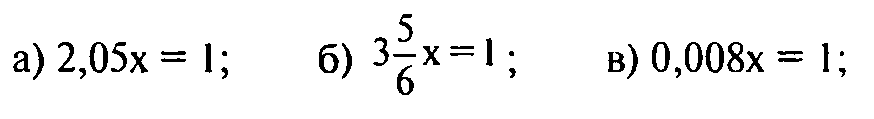 а) 2,05x = 1; б) 3 5/6 x = 1; в) 0,008x = 1;